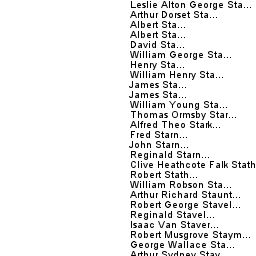 Leslie Alton George Sta...
Arthur Dorset Sta...
Albert Sta...
Albert Sta...
David Sta...
William George Sta...
Henry Sta...
William Henry Sta...
James Sta...
James Sta...
William Young Sta...
Thomas Ormsby Star...
Alfred Theo Stark...
Fred Starn...
John Starn...
Reginald Starn...
Clive Heathcote Falk Stath
Robert Stath...
William Robson Sta...
Arthur Richard Staunt...
Robert George Stavel...
Reginald Stavel...
Isaac Van Staver...
Robert Musgrove Staym...
George Wallace Sta...
Arthur Sydney Stay